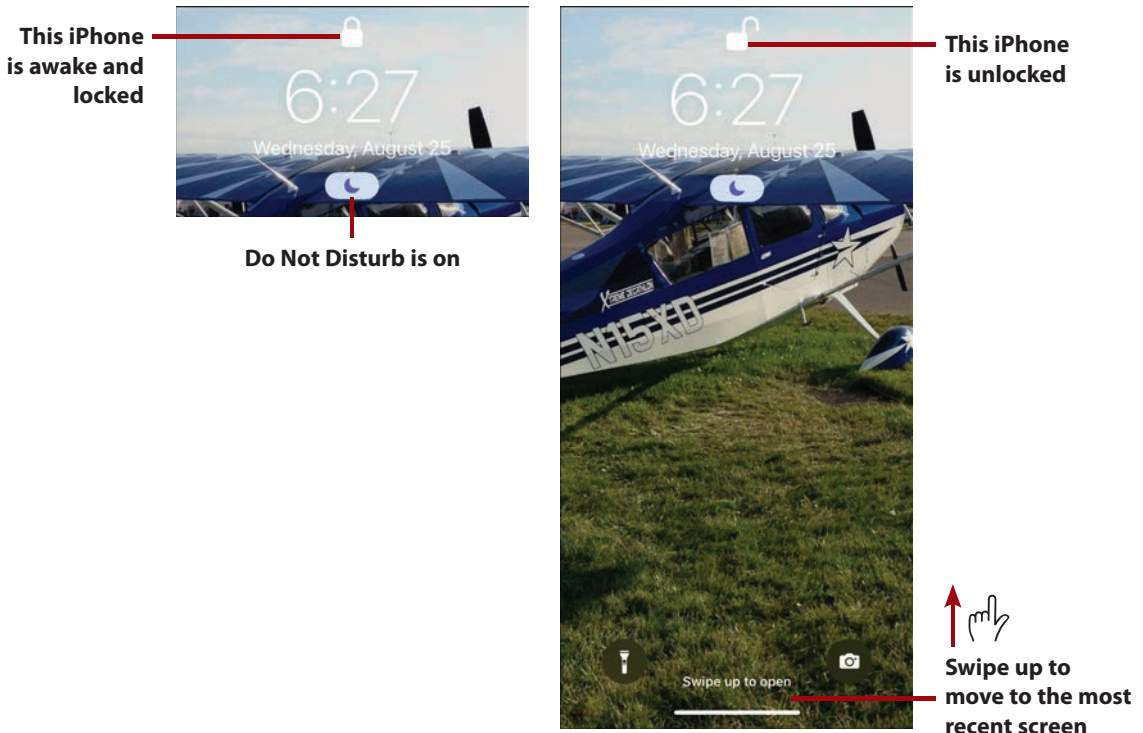 This iPhone
is awake and
locked
6:27
Wednesday, August 25
Do Not Disturb is on
This iPhone
is unlocked
6:27
Wednesday, August 25
XTREME DECATHLON
N15XD
Swipe up to open
Swipe up to
move to the most
recent screen